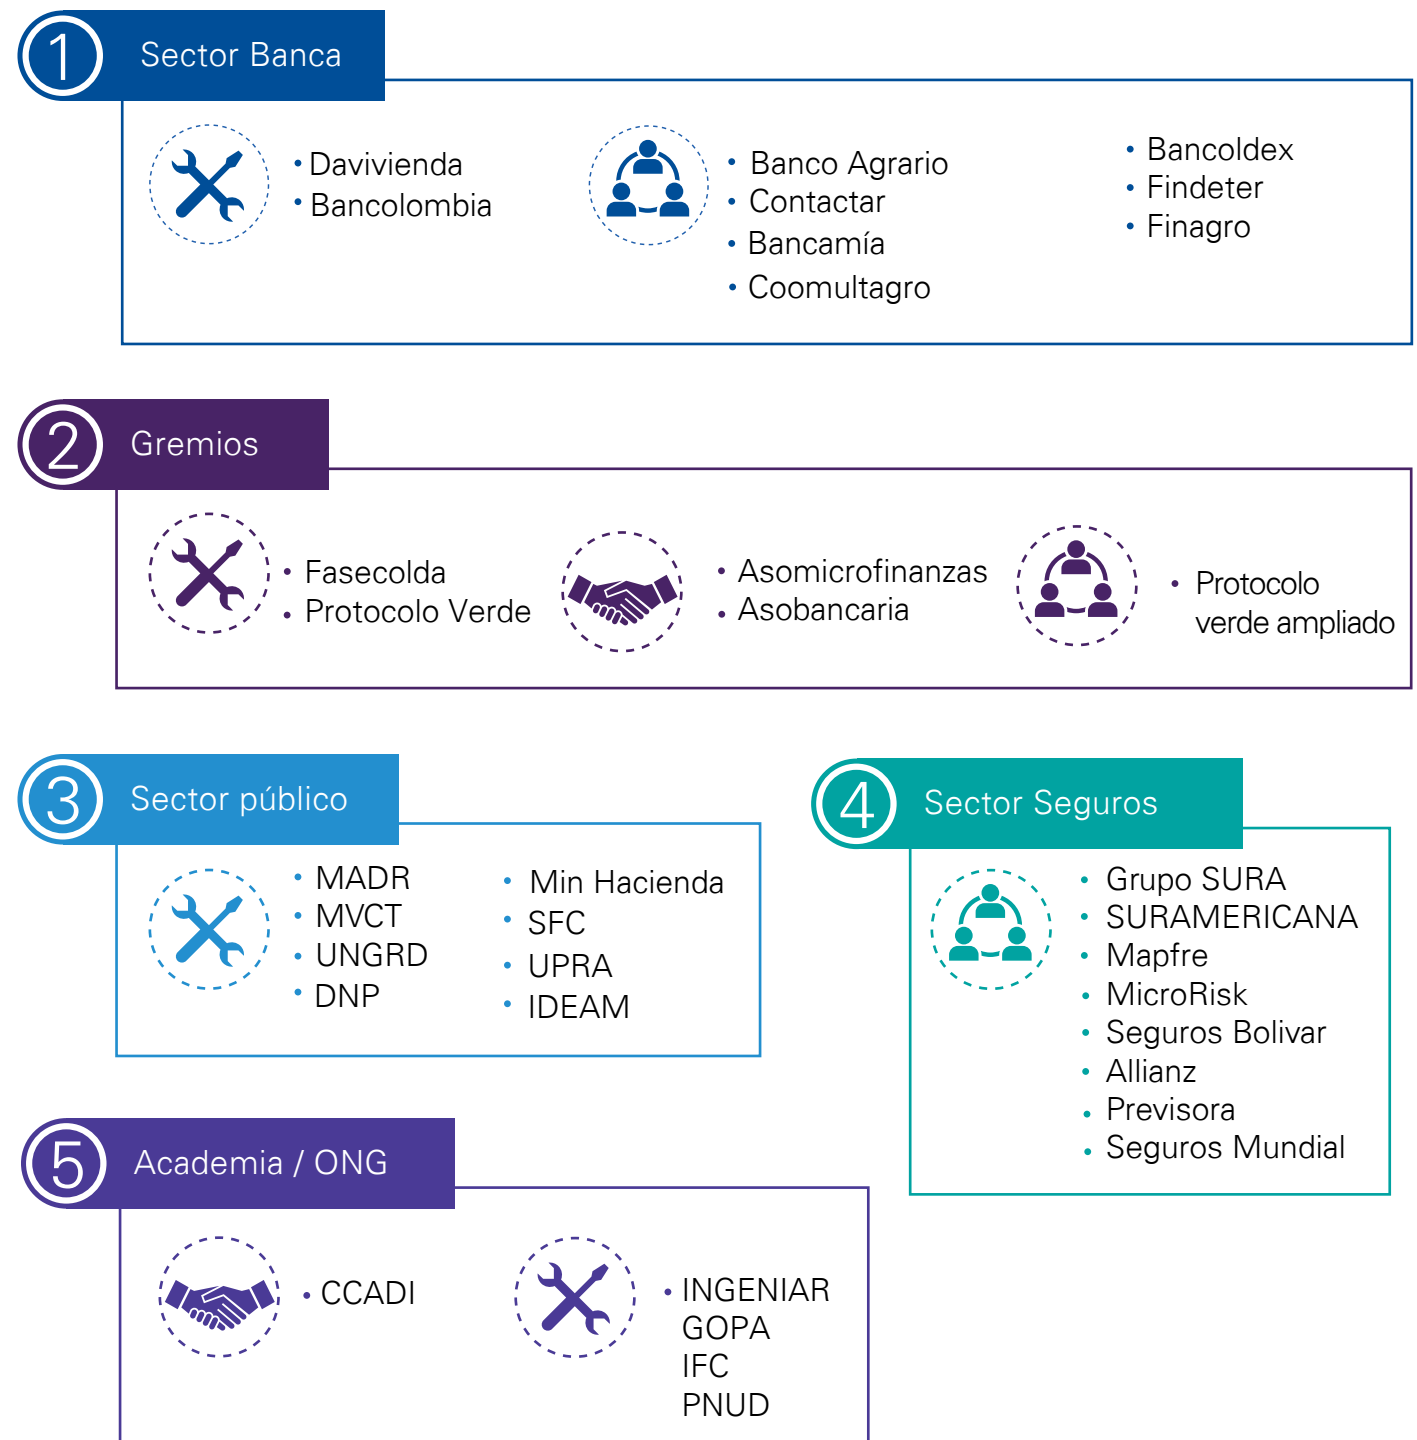 1 Sector Banca
• Davivienda
• Bancolombia
• Banco Agrario
• Contactar
• Bancamía
• Coomultagro
• Bancoldex
• Findeter
• Finagro
2 Gremios
• Fasecolda
• Protocolo Verde
• Asomicrofinanzas
• Asobancaria
• Protocolo
verde ampliado
3 Sector público
• MADR
• MVCT
• UNGRD
• DNP
• Min Hacienda
• SFC
• UPRA
• IDEAM
4 Sector Seguros
• Grupo SURA
• SURAMERICANA
• Mapfre
• MicroRisk
• Seguros Bolivar
• Allianz
• Previsora
• Seguros Mundial
5 Academia / ONG
• CCADI
• INGENIAR
GOPA
IFC
PNUD